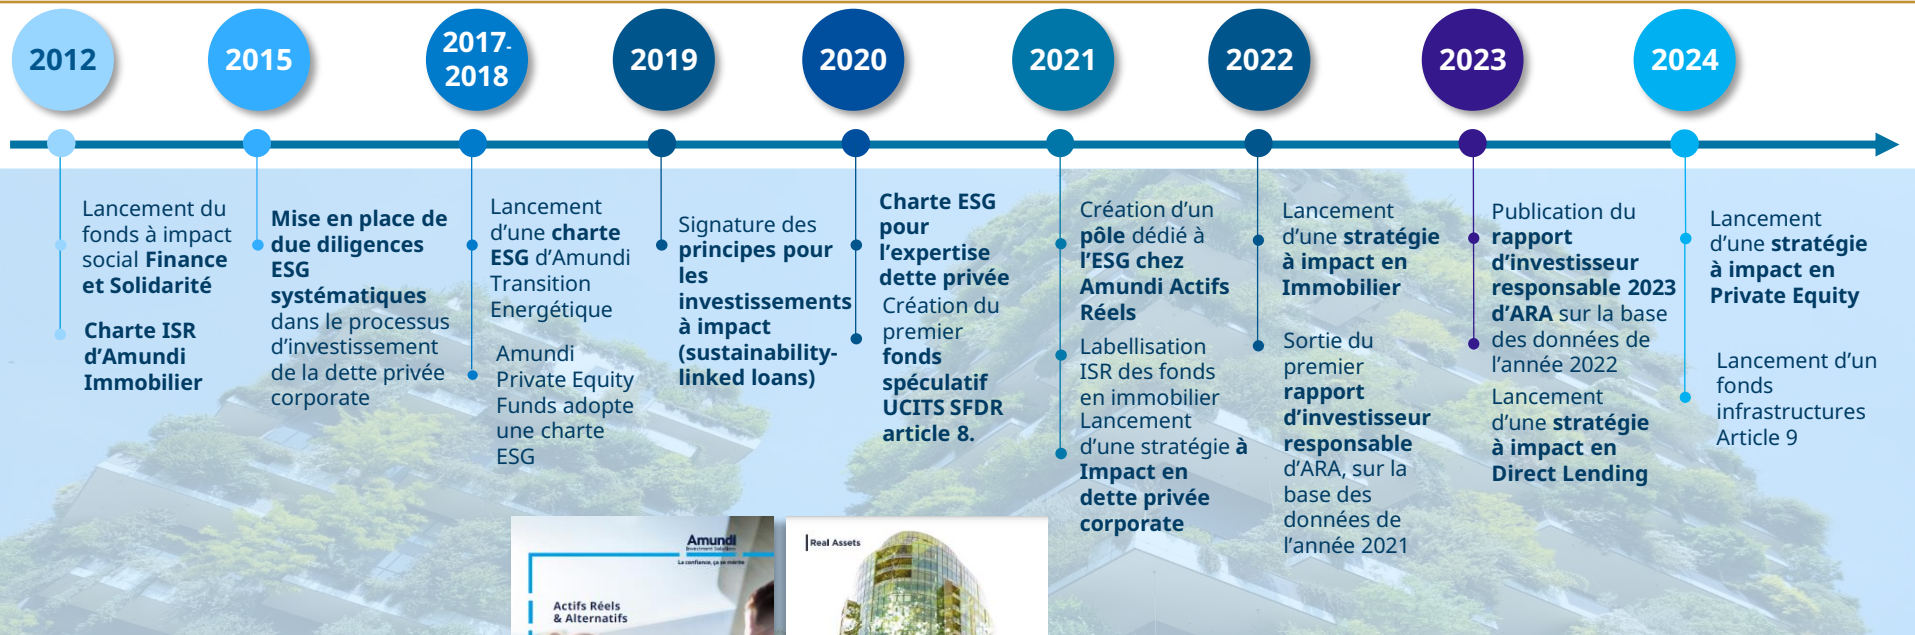 2012
2015
2017-
2018
2019
2020
2021
2022
2023
2024
Lancement du
fonds à impact
social Finance
et Solidarité
Charte ISR
d’Amundi
Immobilier
Mise en place de
due diligences
ESG
systématiques
dans le processus
d’investissement
de la dette privée
corporate
Lancement
d’une charte
ESG d’Amundi
Transition
Energétique
Amundi
Private Equity
Funds adopte
une charte
ESG
Signature des
principes pour
les
investissements
à impact
(sustainability-
linked loans)
Charte ESG
pour
l’expertise
dette privée
Création du
premier
fonds
spéculatif
UCITS SFDR
article 8.
Création d’un
pôle dédié à
l’ESG chez
Amundi Actifs
Réels
Labellisation
ISR des fonds
en immobilier
Lancement
d’une stratégie à
Impact en
dette privée
corporate
Lancement
d’une stratégie
à impact en
Immobilier
Sortie du
premier
rapport
d’investisseur
responsable
d’ARA, sur la
base des
données de
l’année 2021
Publication du
rapport
d’investisseur
responsable 2023
d’ARA sur la base
des données de
l’année 2022
Lancement
d’une stratégie
à impact en
Direct Lending
Lancement
d’une stratégie
à impact en
Private Equity
Lancement d’un
fonds
infrastructures
Article 9
Amundi
Investment Solutions
La confiance, ça se mérite
Actifs Réels
& Alternatifs
Real Assets